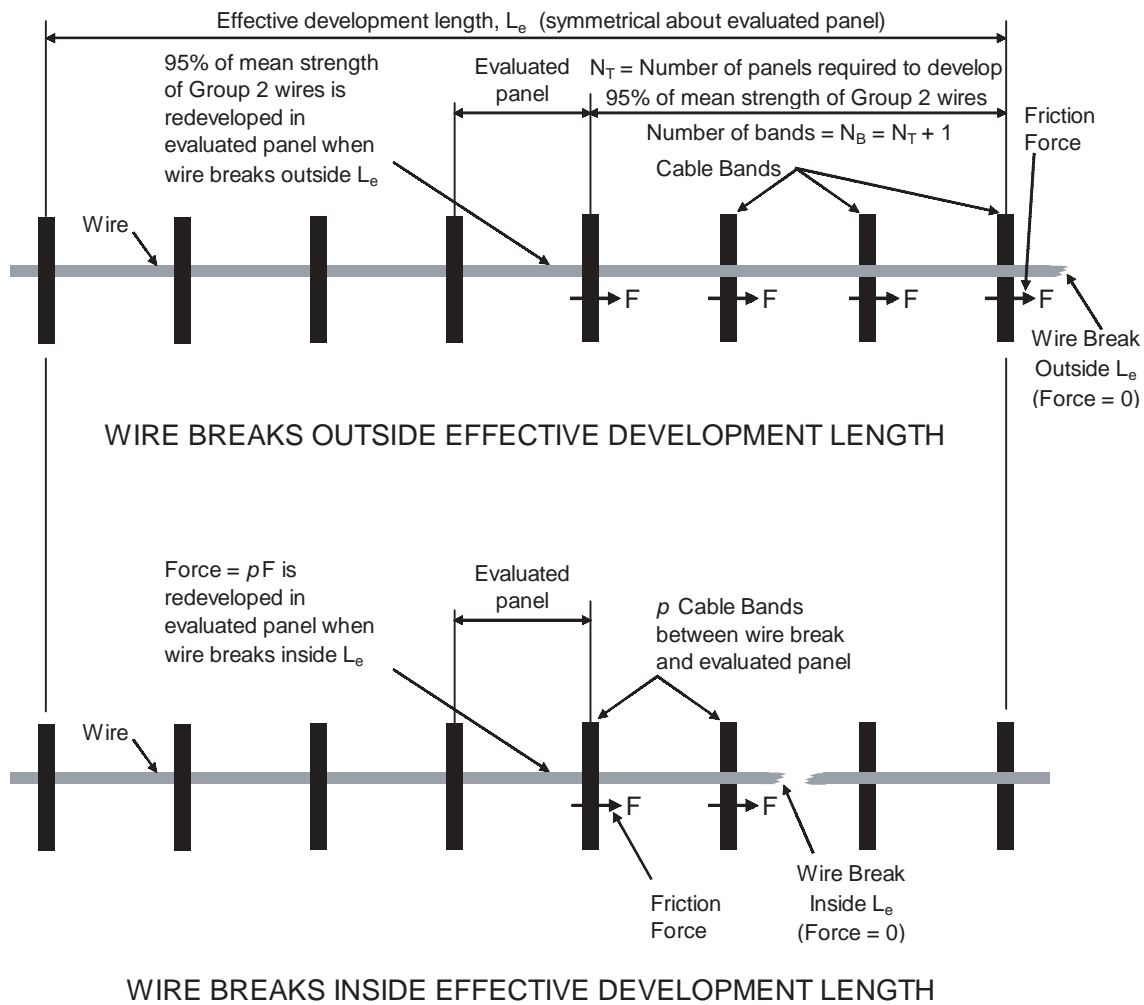 Effective development length, Lₑ (symmetrical about evaluated panel)
95% of mean strength
of Group 2 wires is
redeveloped in
evaluated panel when
wire breaks outside Lₑ
Evaluated
panel
N_T = Number of panels required to develop
95% of mean strength of Group 2 wires
Number of bands = N_B = N_T + 1
Cable Bands
Friction
Force
Wire
F
F
F
F
Wire Break
Outside Lₑ
(Force = 0)
WIRE BREAKS OUTSIDE EFFECTIVE DEVELOPMENT LENGTH
Force = pF is
redeveloped in
evaluated panel when
wire breaks inside Lₑ
Evaluated
panel
p Cable Bands
between wire break
and evaluated panel
Wire
F
F
Friction
Force
Wire Break
Inside Lₑ
(Force = 0)
WIRE BREAKS INSIDE EFFECTIVE DEVELOPMENT LENGTH